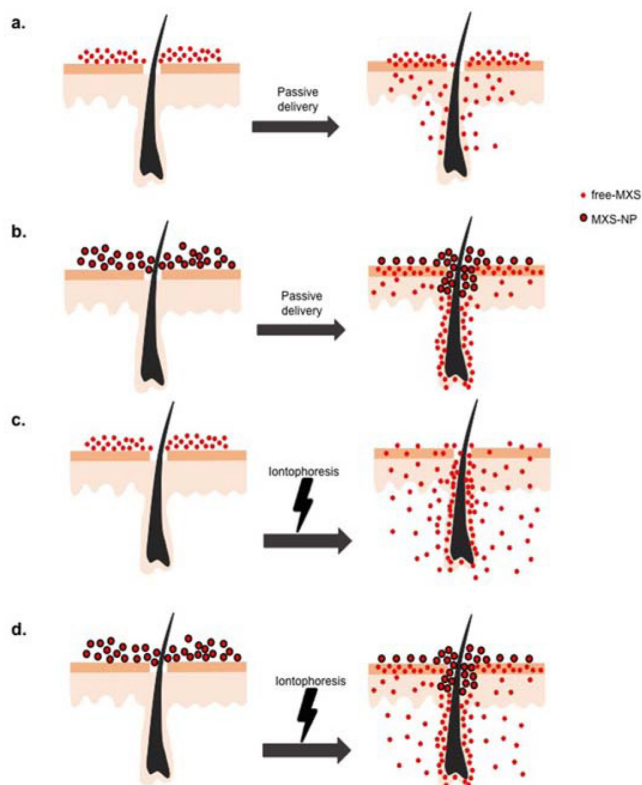 a.
Passive
delivery
free-MXS
MXS-NP
b.
Passive
delivery
c.
Iontophoresis
d.
Iontophoresis